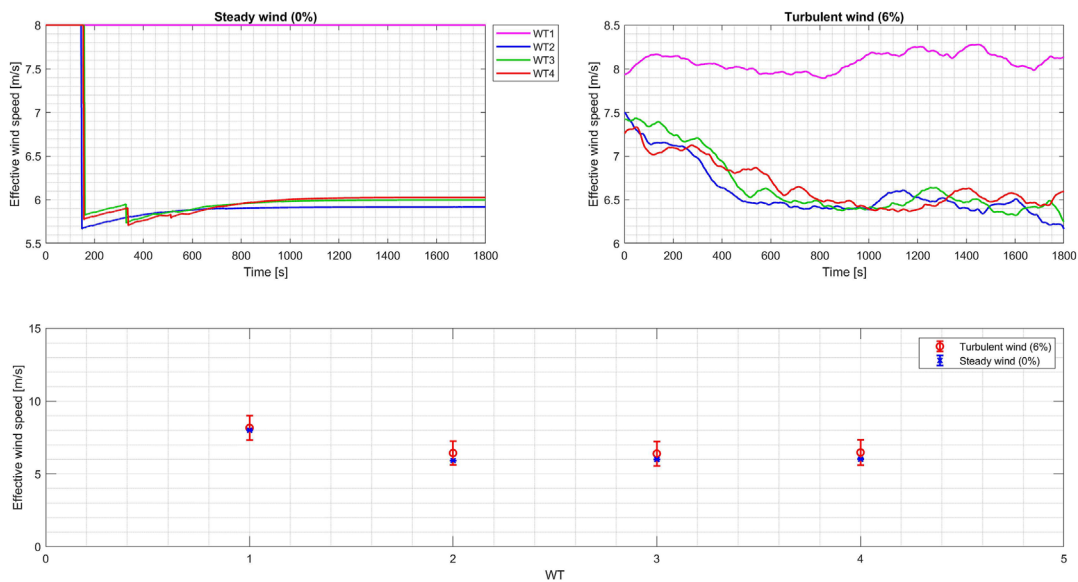 Steady wind (0%)
Effective wind speed [m/s]
8
7.5
7
6.5
6
5.5
0 200 400 600 800 1000 1200 1400 1600 1800
Time [s]
WT1
WT2
WT3
WT4
Turbulent wind (6%)
Effective wind speed [m/s]
8.5
8
7.5
7
6.5
6
0 200 400 600 800 1000 1200 1400 1600 1800
Time [s]
Effective wind speed [m/s]
15
10
5
0
0 1 2 3 4 5
WT
Turbulent wind (6%)
Steady wind (0%)